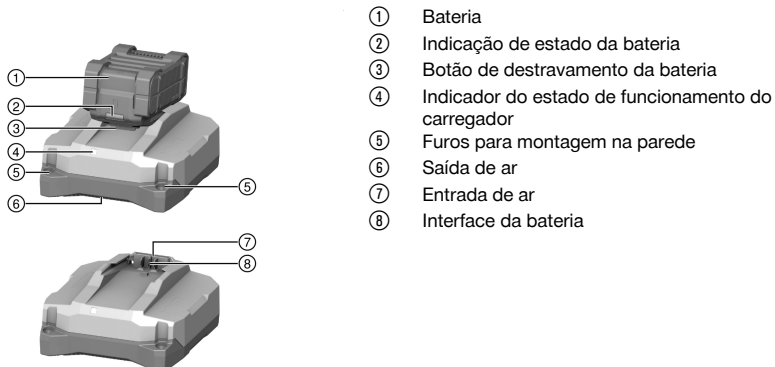 ① Bateria
② Indicação de estado da bateria
③ Botão de destravamento da bateria
④ Indicador do estado de funcionamento do
carregador
⑤ Furos para montagem na parede
⑥ Saída de ar
⑦ Entrada de ar
⑧ Interface da bateria
①
②
③
④
⑤ ⑤
⑥
⑦
⑧